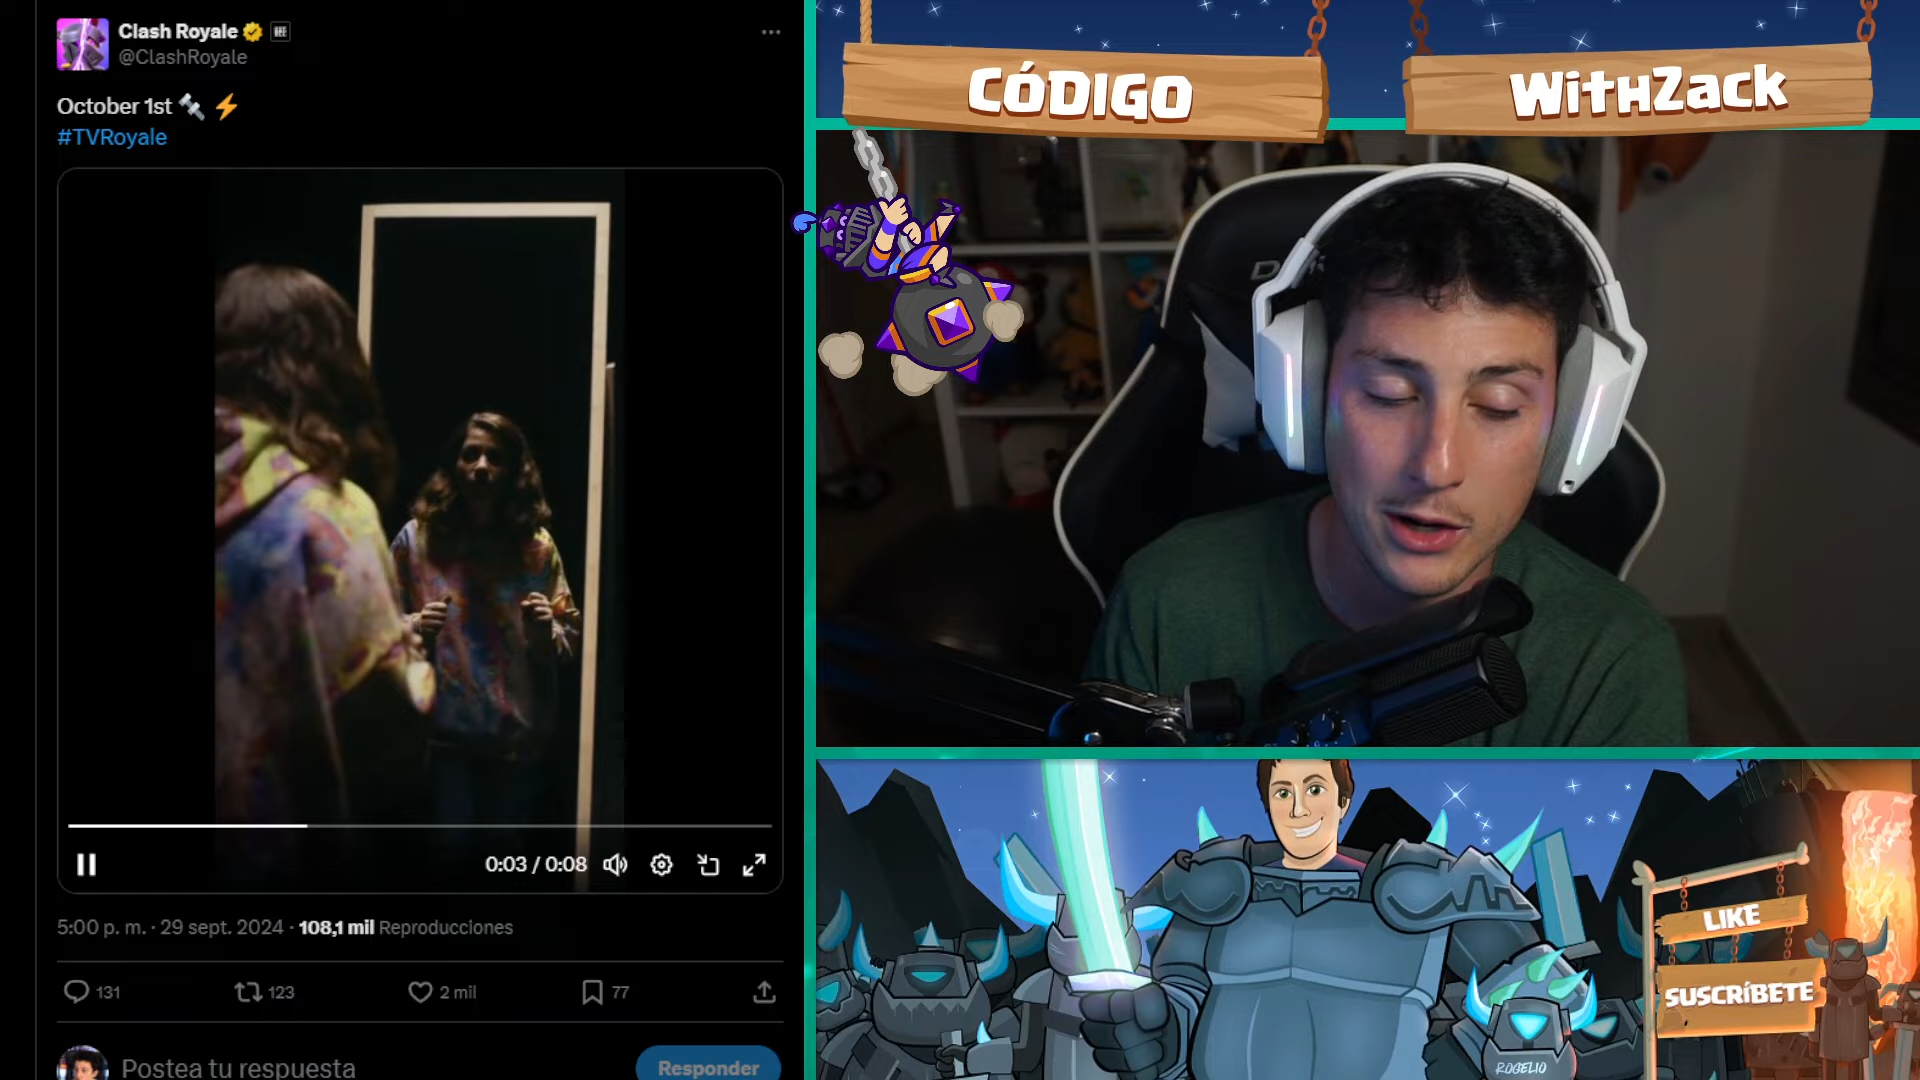 Clash Royale
@ClashRoyale
October 1st
#TVRoyale
0:03 / 0:08
5:00 p. m. · 29 sept. 2024 · 108,1 mil Reproducciones
131
123
2 mil
77
Postea tu respuesta
Responder
CÓDIGO
WITHZACK
LIKE
SUSCRÍBETE
ROGELIO